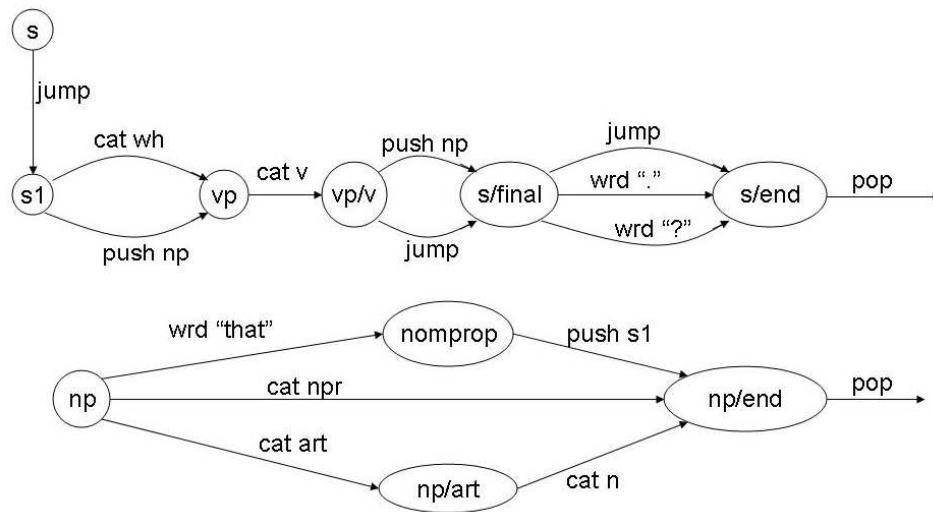 s
jump
cat wh
s1
push np
vp
cat v
vp/v
push np
jump
s/final
jump
wrd “.”
wrd “?”
s/end
pop
wrd “that”
nomprop
push s1
np
cat npr
np/end
pop
cat art
np/art
cat n